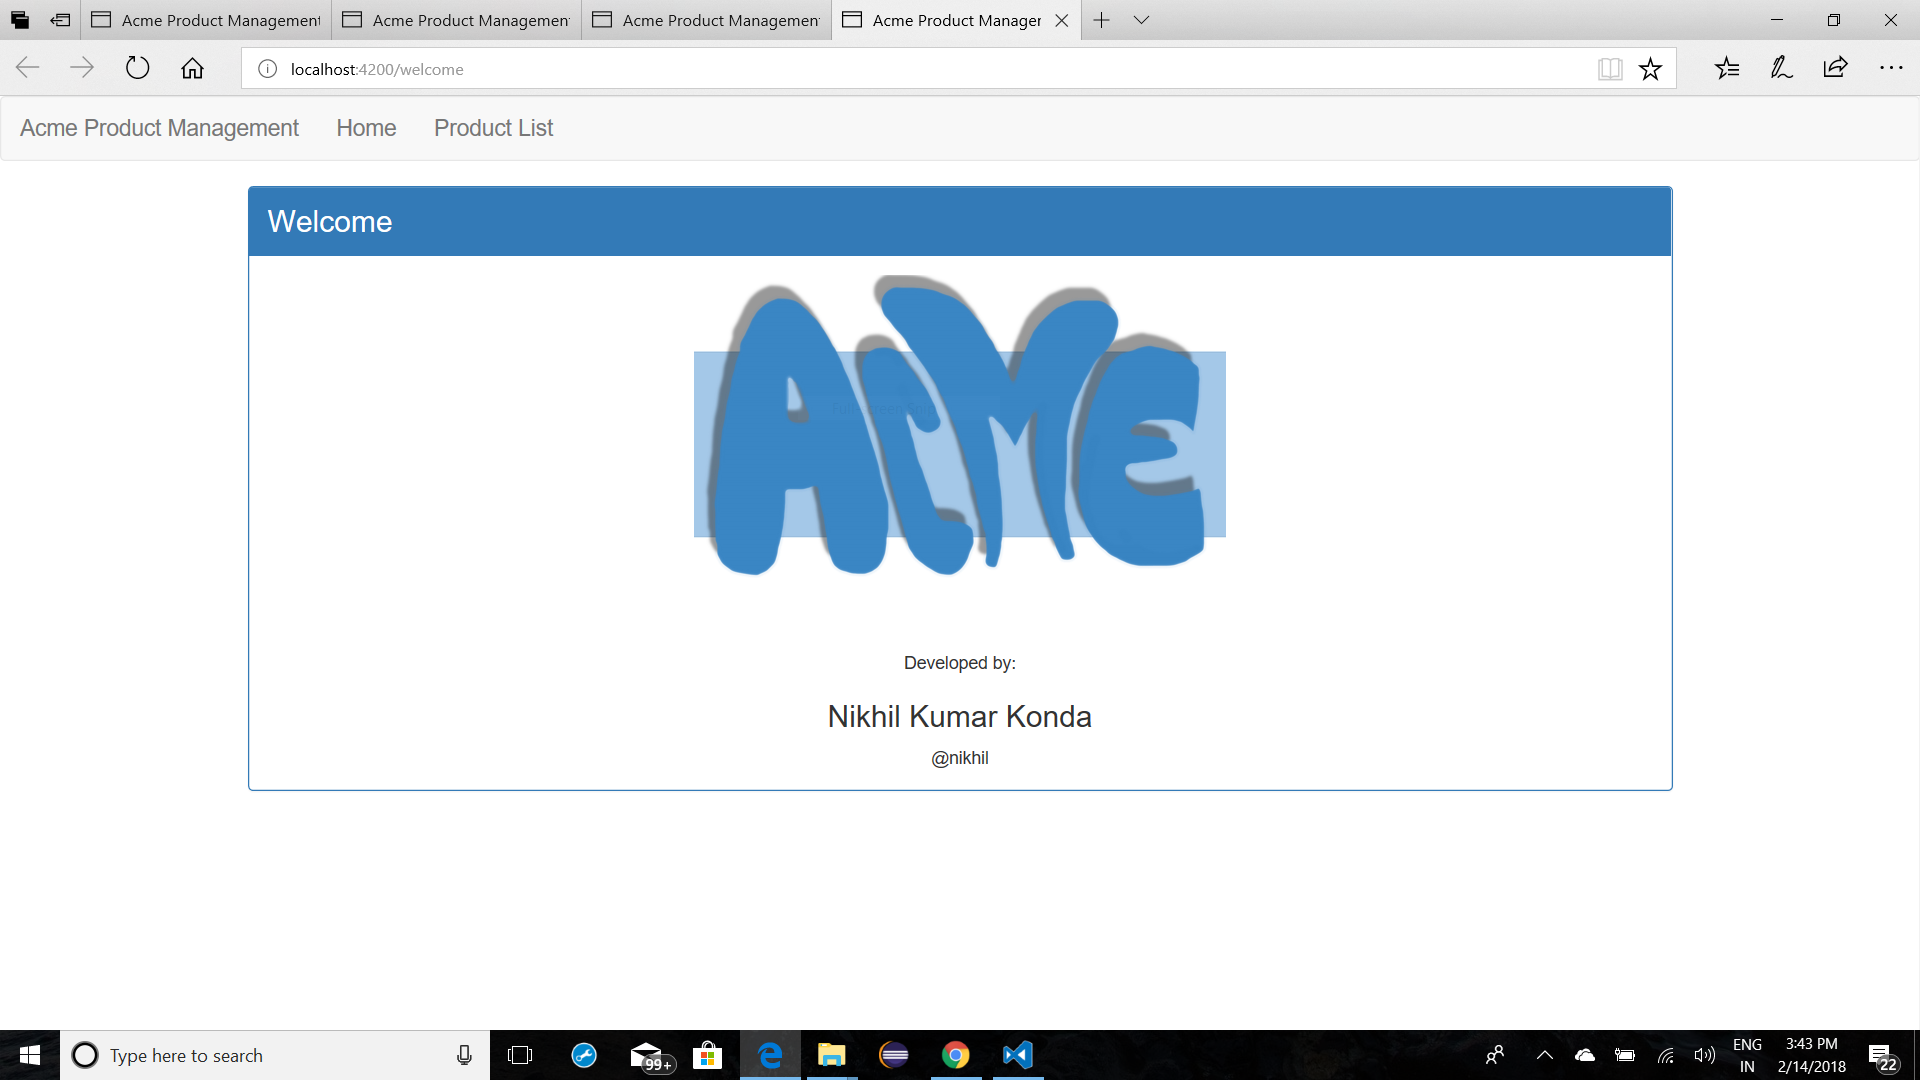 Acme Product Management
Acme Product Managemen
Acme Product Management
Acme Product Manager
localhost:4200/welcome
Acme Product Management Home Product List
Welcome
ACME
Developed by:
Nikhil Kumar Konda
@nikhil
Type here to search
99+
ENG
IN
3:43 PM
2/14/2018
22